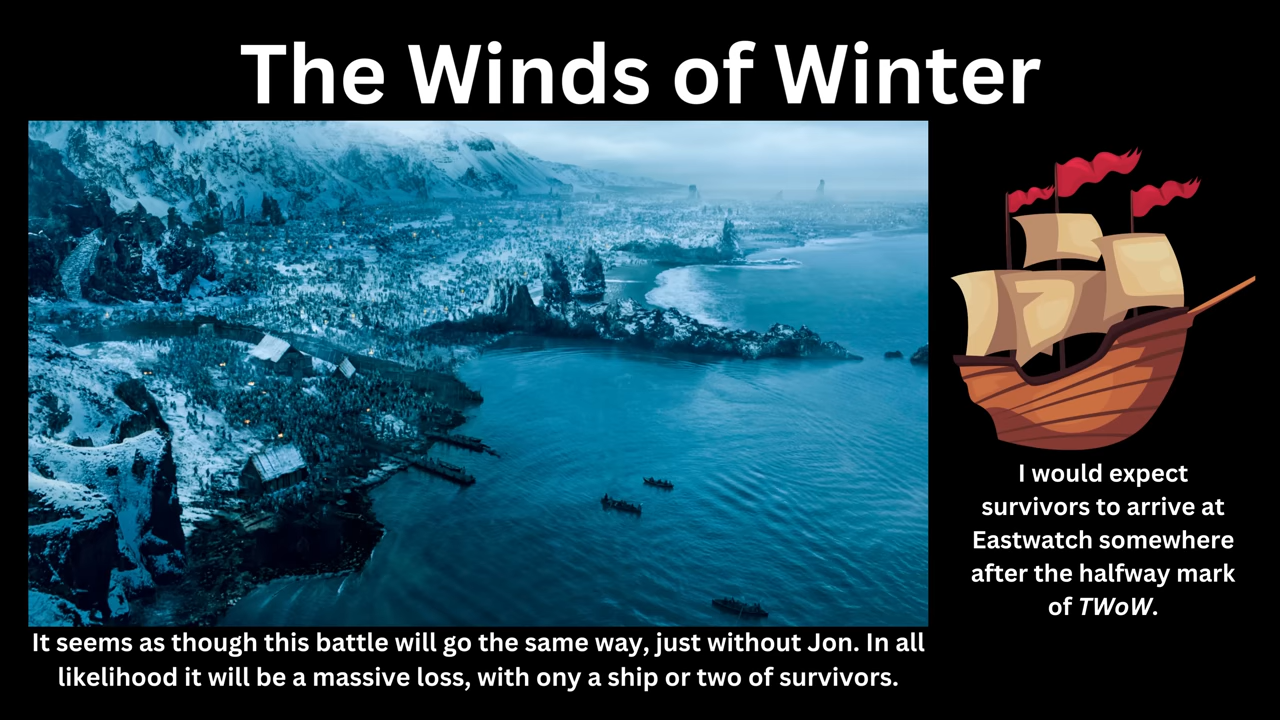 The Winds of Winter
It seems as though this battle will go the same way, just without Jon. In all
likelihood it will be a massive loss, with ony a ship or two of survivors.
I would expect
survivors to arrive at
Eastwatch somewhere
after the halfway mark
of TWoW.